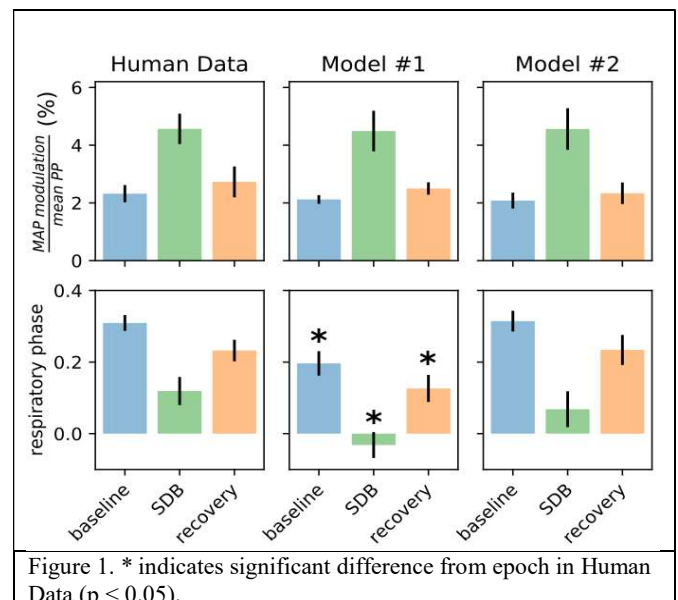 Human Data Model #1 Model #2
MAP modulation
mean PP (%)
6
4
2
0
respiratory phase
0.4
0.2
0.0
*
*
*
baseline SDB recovery baseline SDB recovery baseline SDB recovery
Figure 1. * indicates significant difference from epoch in Human
Data (p < 0.05).